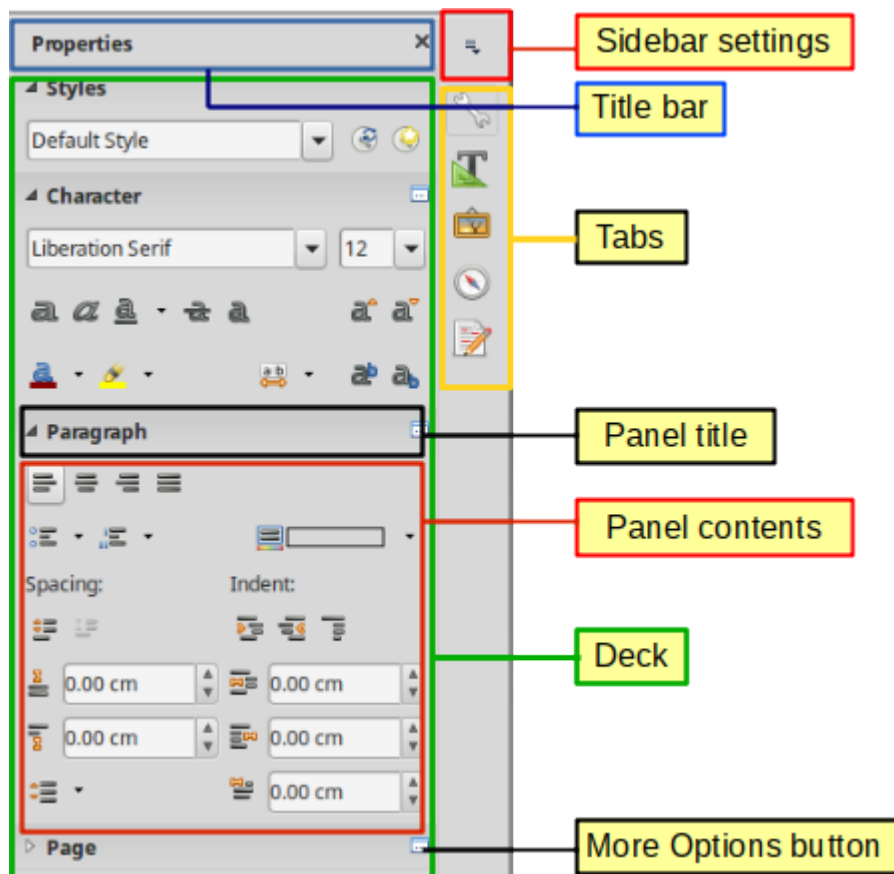 Properties
Sidebar settings
Styles
Title bar
Default Style
Character
Liberation Serif 12
Tabs
Paragraph
Panel title
Panel contents
Spacing: Indent:
Deck
0.00 cm 0.00 cm
0.00 cm 0.00 cm
0.00 cm
Page
More Options button